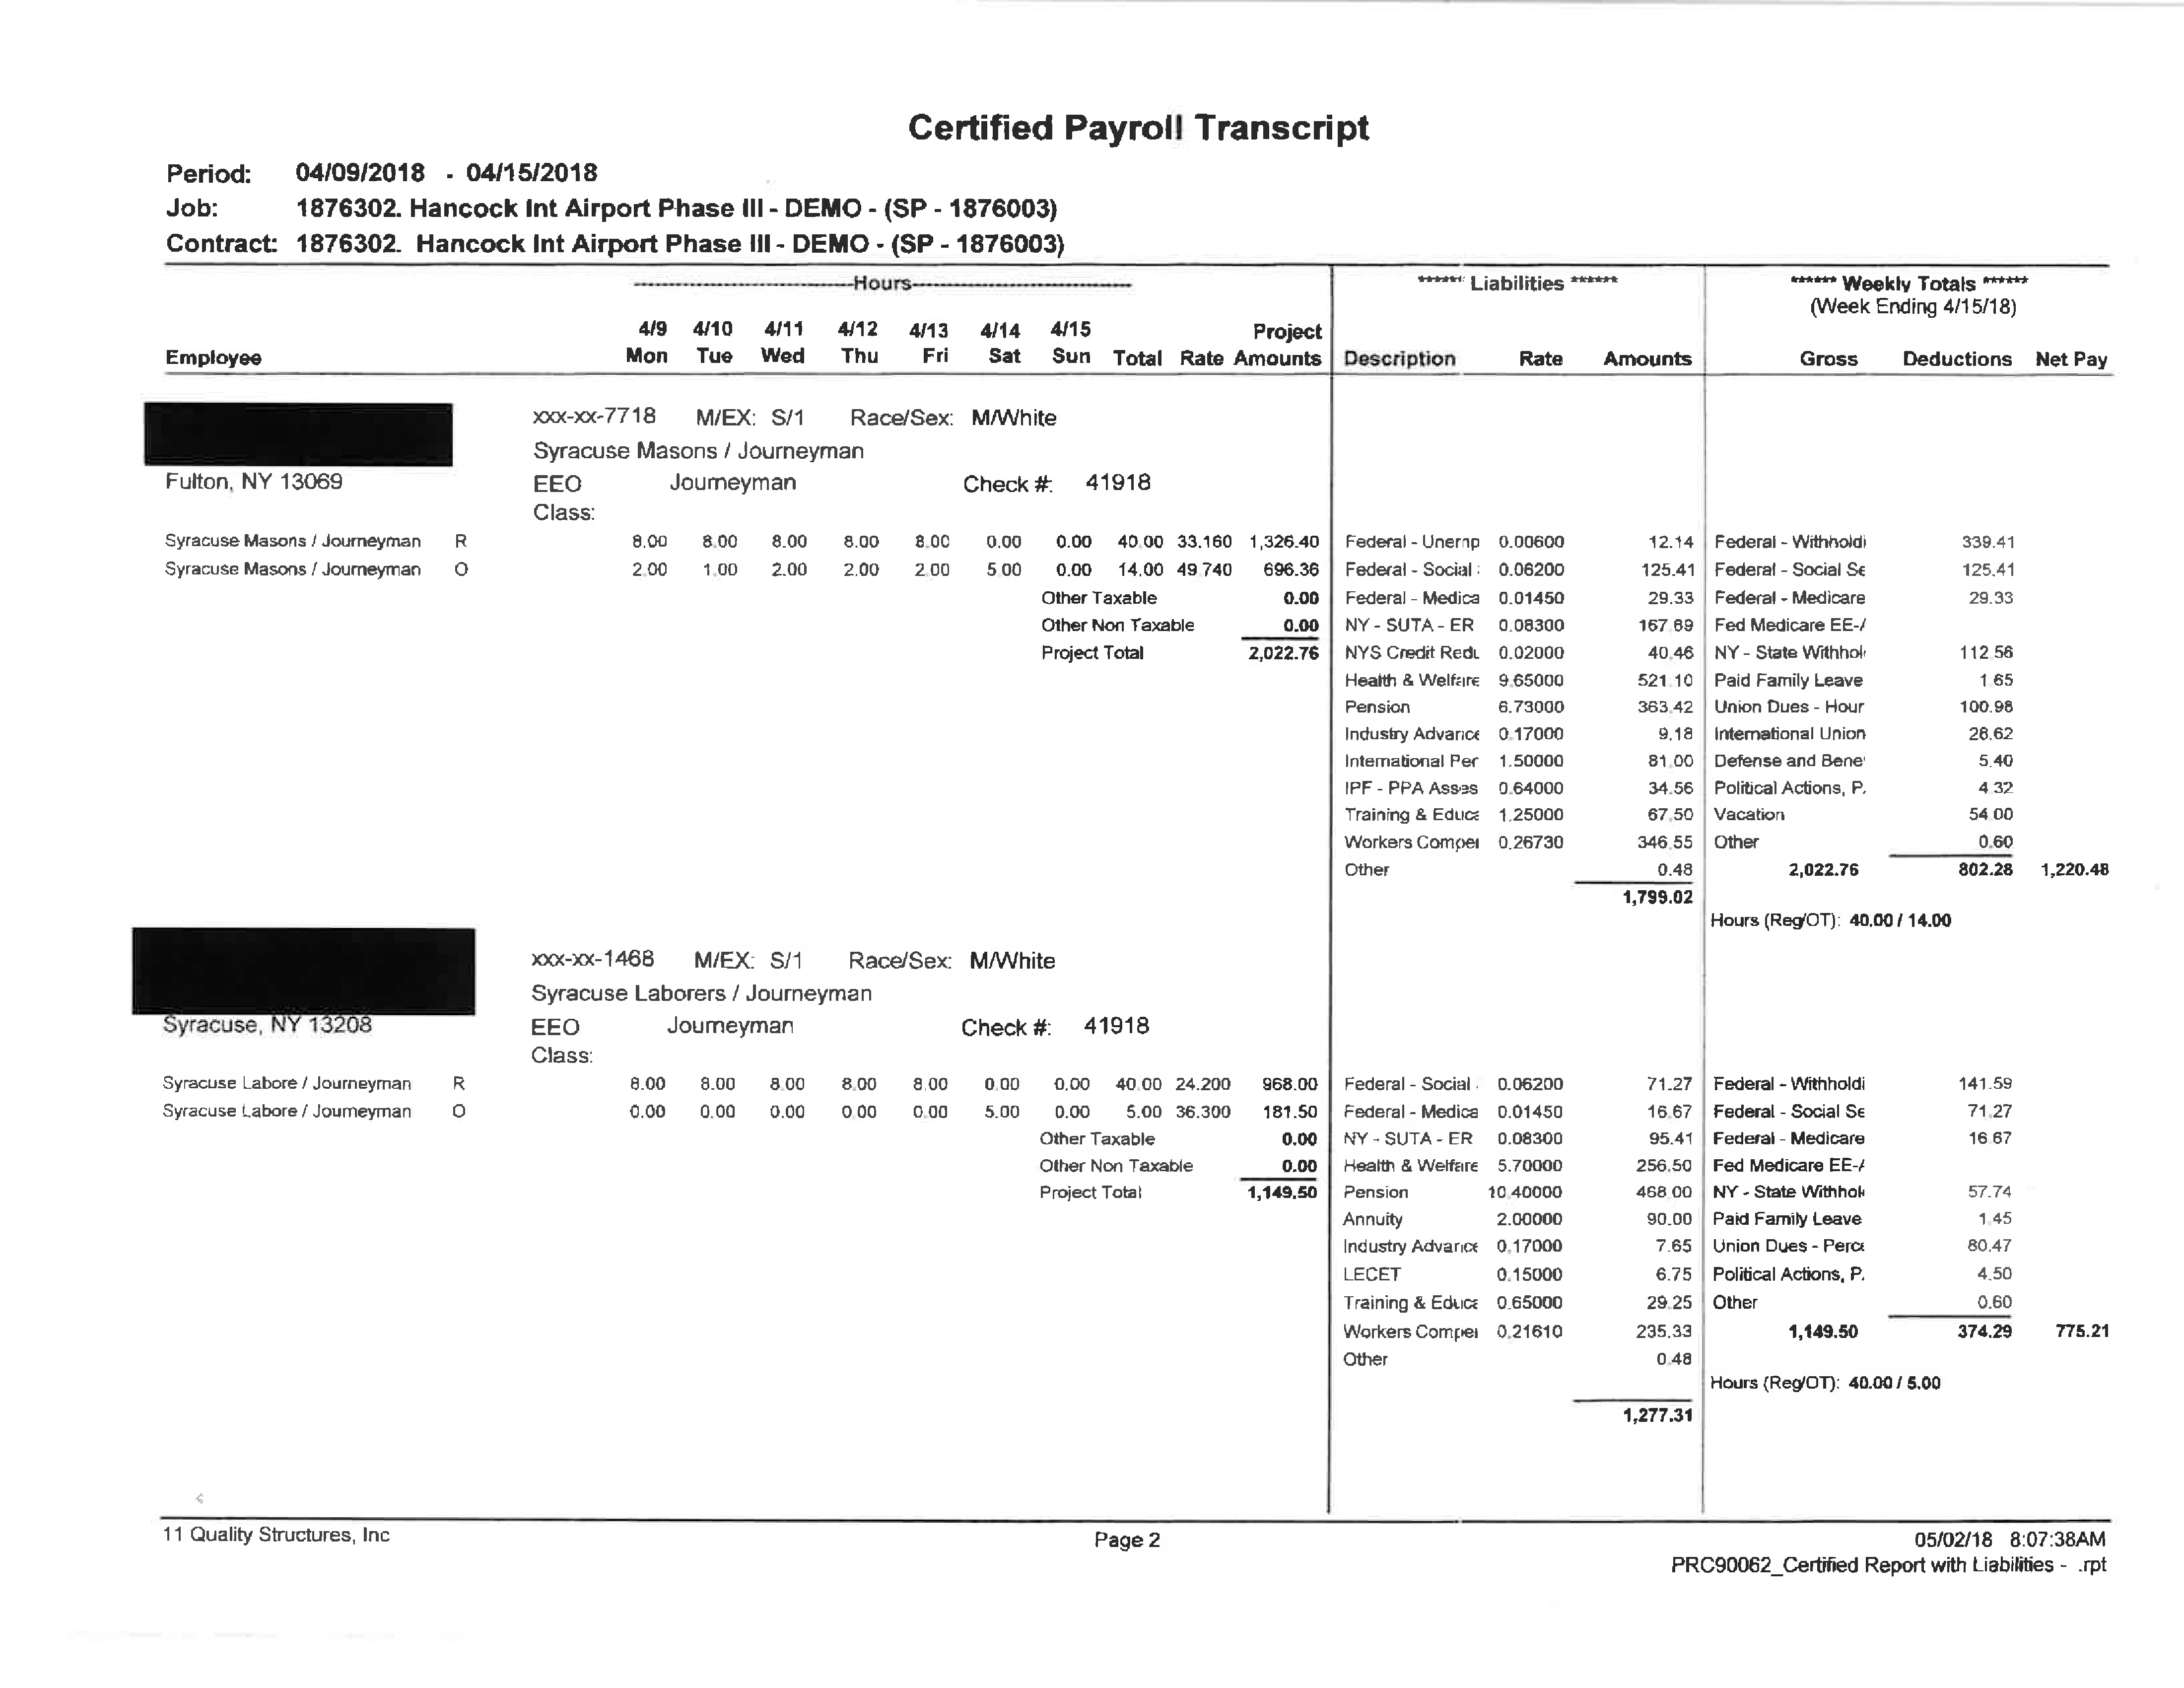 Certified Payroll Transcript
Period: 04/09/2018 - 04/15/2018
Job: 1876302. Hancock Int Airport Phase III - DEMO - (SP - 1876003)
Contract: 1876302. Hancock Int Airport Phase III - DEMO - (SP - 1876003)
Hours ****** Liabilities ****** ****** Weekly Totals ******
(Week Ending 4/15/18)
4/9 4/10 4/11 4/12 4/13 4/14 4/15 Project
Employee Mon Tue Wed Thu Fri Sat Sun Total Rate Amounts Description Rate Amounts Gross Deductions Net Pay
xxx-xx-7718 M/EX: S/1 Race/Sex: M/White
Syracuse Masons / Journeyman
Fulton, NY 13069 EEO Journeyman Check #: 41918
Class:
Syracuse Masons / Journeyman R 8.00 8.00 8.00 8.00 8.00 0.00 0.00 40.00 33.160 1,326.40 Federal - Unemp 0.00600 12.14 Federal - Withholdi 339.41
Syracuse Masons / Journeyman O 2.00 1.00 2.00 2.00 2.00 5.00 0.00 14.00 49.740 696.36 Federal - Social 0.06200 125.41 Federal - Social Se 125.41
Other Taxable 0.00 Federal - Medica 0.01450 29.33 Federal - Medicare 29.33
Other Non Taxable 0.00 NY - SUTA - ER 0.08300 167.89 Fed Medicare EE-/
Project Total 2,022.76 NYS Credit Redu 0.02000 40.46 NY - State Withhol 112.56
Health & Welfare 9.65000 521.10 Paid Family Leave 1.65
Pension 6.73000 363.42 Union Dues - Hour 100.98
Industry Advance 0.17000 9.18 International Union 28.62
International Per 1.50000 81.00 Defense and Bene 5.40
IPF - PPA Asses 0.64000 34.56 Political Actions, P. 4.32
Training & Educa 1.25000 67.50 Vacation 54.00
Workers Compe 0.26730 346.55 Other 0.60
Other 0.48 2,022.76 802.28 1,220.48
1,799.02
Hours (Reg/OT): 40.00 / 14.00
xxx-xx-1468 M/EX: S/1 Race/Sex: M/White
Syracuse Laborers / Journeyman
Syracuse, NY 13208 EEO Journeyman Check #: 41918
Class:
Syracuse Labore / Journeyman R 8.00 8.00 8.00 8.00 8.00 0.00 0.00 40.00 24.200 968.00 Federal - Social 0.06200 71.27 Federal - Withholdi 141.59
Syracuse Labore / Journeyman O 0.00 0.00 0.00 0.00 0.00 5.00 0.00 5.00 36.300 181.50 Federal - Medica 0.01450 16.67 Federal - Social Se 71.27
Other Taxable 0.00 NY - SUTA - ER 0.08300 95.41 Federal - Medicare 16.67
Other Non Taxable 0.00 Health & Welfare 5.70000 256.50 Fed Medicare EE-/
Project Total 1,149.50 Pension 10.40000 468.00 NY - State Withhol 57.74
Annuity 2.00000 90.00 Paid Family Leave 1.45
Industry Advance 0.17000 7.65 Union Dues - Perce 80.47
LECET 0.15000 6.75 Political Actions, P. 4.50
Training & Educa 0.65000 29.25 Other 0.60
Workers Compe 0.21610 235.33 1,149.50 374.29 775.21
Other 0.48
Hours (Reg/OT): 40.00 / 5.00
1,277.31
11 Quality Structures, Inc Page 2 05/02/18 8:07:38AM
PRC90062_Certified Report with Liabilities - .rpt